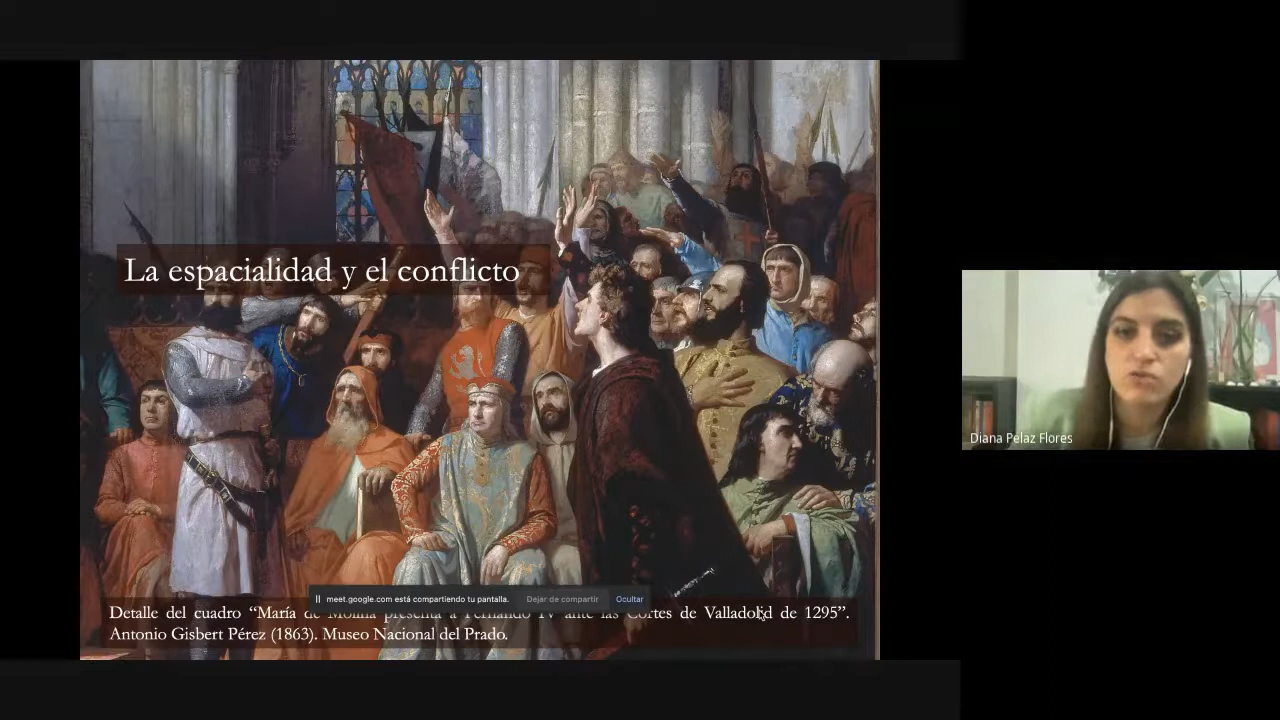 La espacialidad y el conflicto
meet.google.com está compartiendo tu pantalla. Dejar de compartir Ocultar
Detalle del cuadro “María de Molina presenta a Fernando IV ante las Cortes de Valladolid de 1295”.
Antonio Gisbert Pérez (1863). Museo Nacional del Prado.
Diana Pelaz Flores